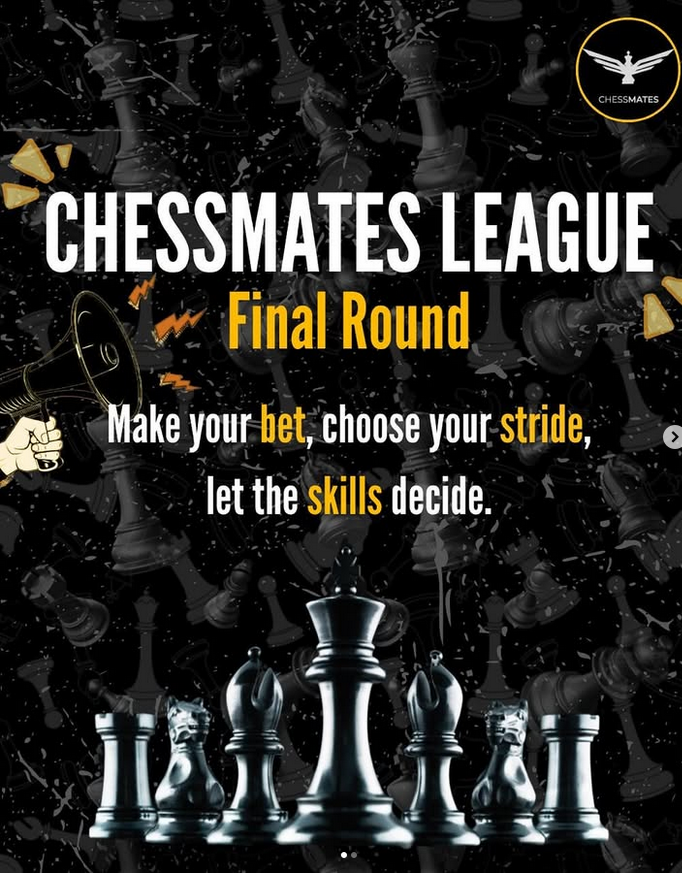 CHESSMATES
CHESSMATES LEAGUE
Final Round
Make your bet, choose your stride,
let the skills decide.